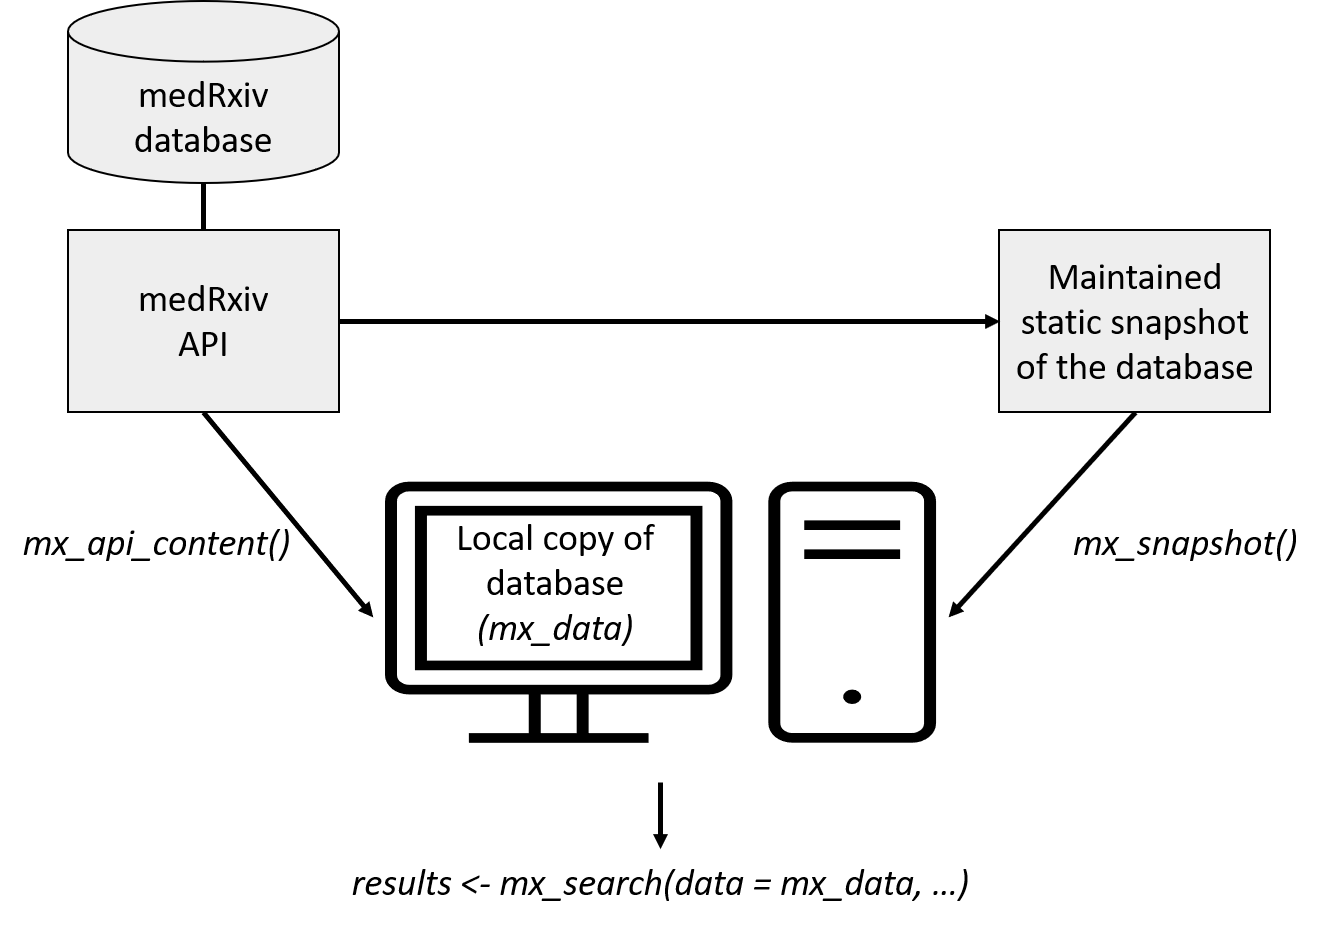 medRxiv
database
medRxiv
API
Maintained
static snapshot
of the database
mx_api_content()
Local copy of
database
(mx_data)
mx_snapshot()
results <- mx_search(data = mx_data, ...)